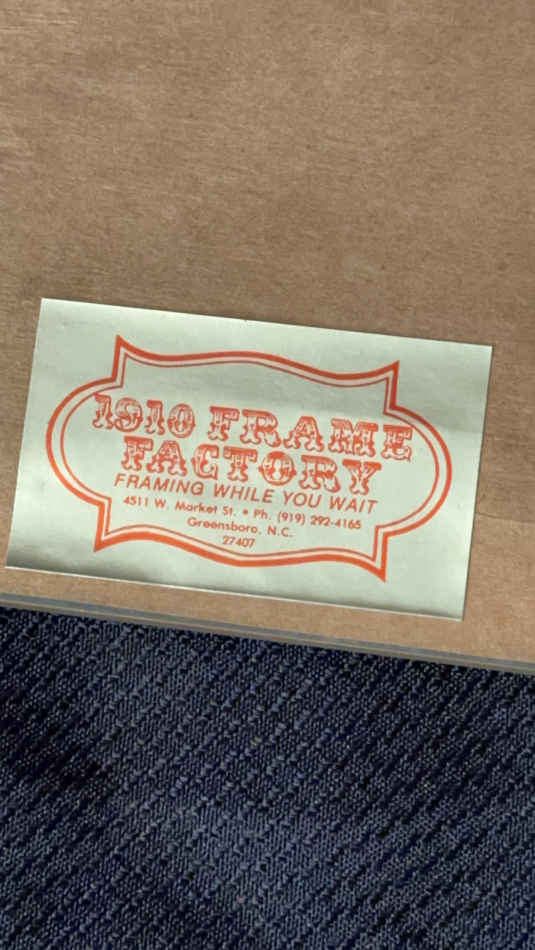 1910 FRAME
FACTORY
FRAMING WHILE YOU WAIT
4511 W. Market St. • Ph. (919) 292-4165
Greensboro, N.C.
27407